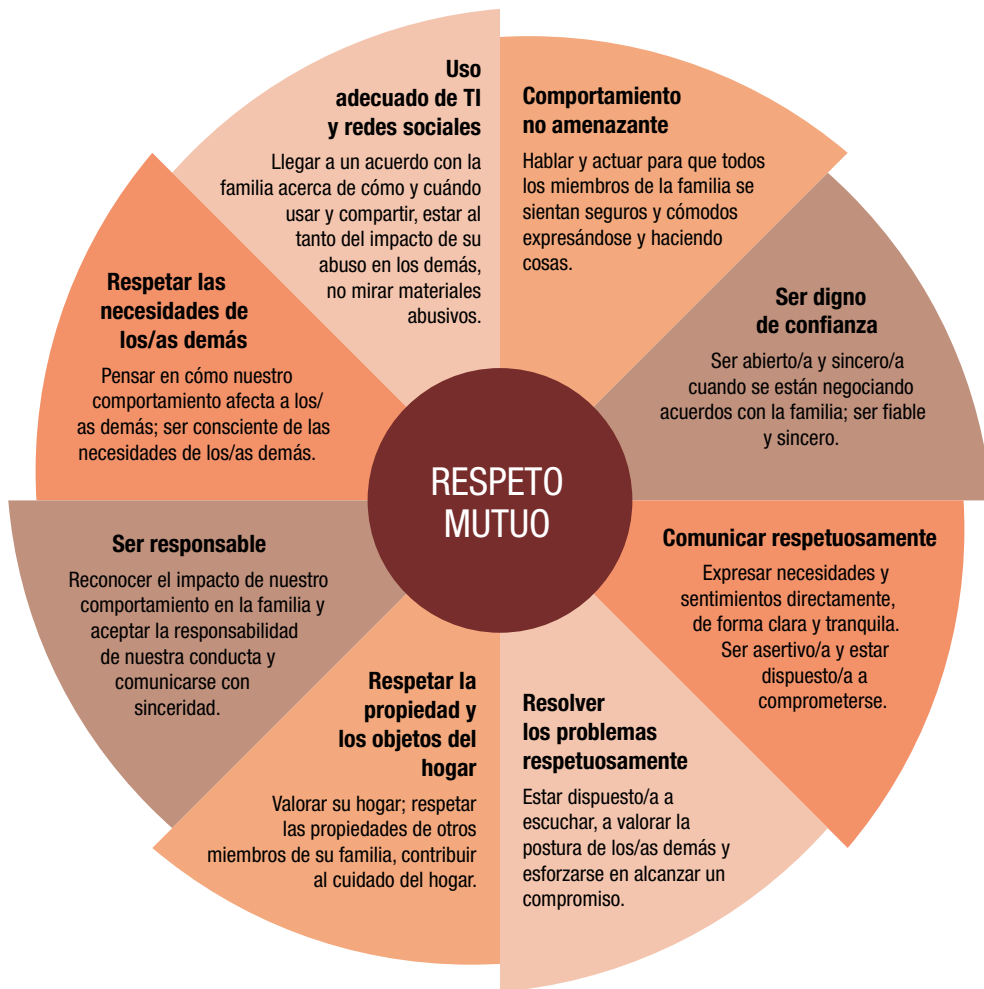 Uso
adecuado de TI
y redes sociales
Llegar a un acuerdo con la
familia acerca de cómo y cuándo
usar y compartir, estar al
tanto del impacto de su
abuso en los demás,
no mirar materiales
abusivos.
Comportamiento
no amenazante
Hablar y actuar para que todos
los miembros de la familia se
sientan seguros y cómodos
expresándose y haciendo
cosas.
Ser digno
de confianza
Ser abierto/a y sincero/a
cuando se están negociando
acuerdos con la familia; ser fiable
y sincero.
Comunicar respetuosamente
Expresar necesidades y
sentimientos directamente,
de forma clara y tranquila.
Ser asertivo/a y estar
dispuesto/a a
comprometerse.
Resolver
los problemas
respetuosamente
Estar dispuesto/a a
escuchar, a valorar la
postura de los/as demás y
esforzarse en alcanzar un
compromiso.
Respetar la
propiedad y
los objetos del
hogar
Valorar su hogar; respetar
las propiedades de otros
miembros de su familia, contribuir
al cuidado del hogar.
Ser responsable
Reconocer el impacto de nuestro
comportamiento en la familia y
aceptar la responsabilidad
de nuestra conducta y
comunicarse con
sinceridad.
Respetar las
necesidades de
los/as demás
Pensar en cómo nuestro
comportamiento afecta a los/
as demás; ser consciente de las
necesidades de los/as demás.
RESPETO
MUTUO